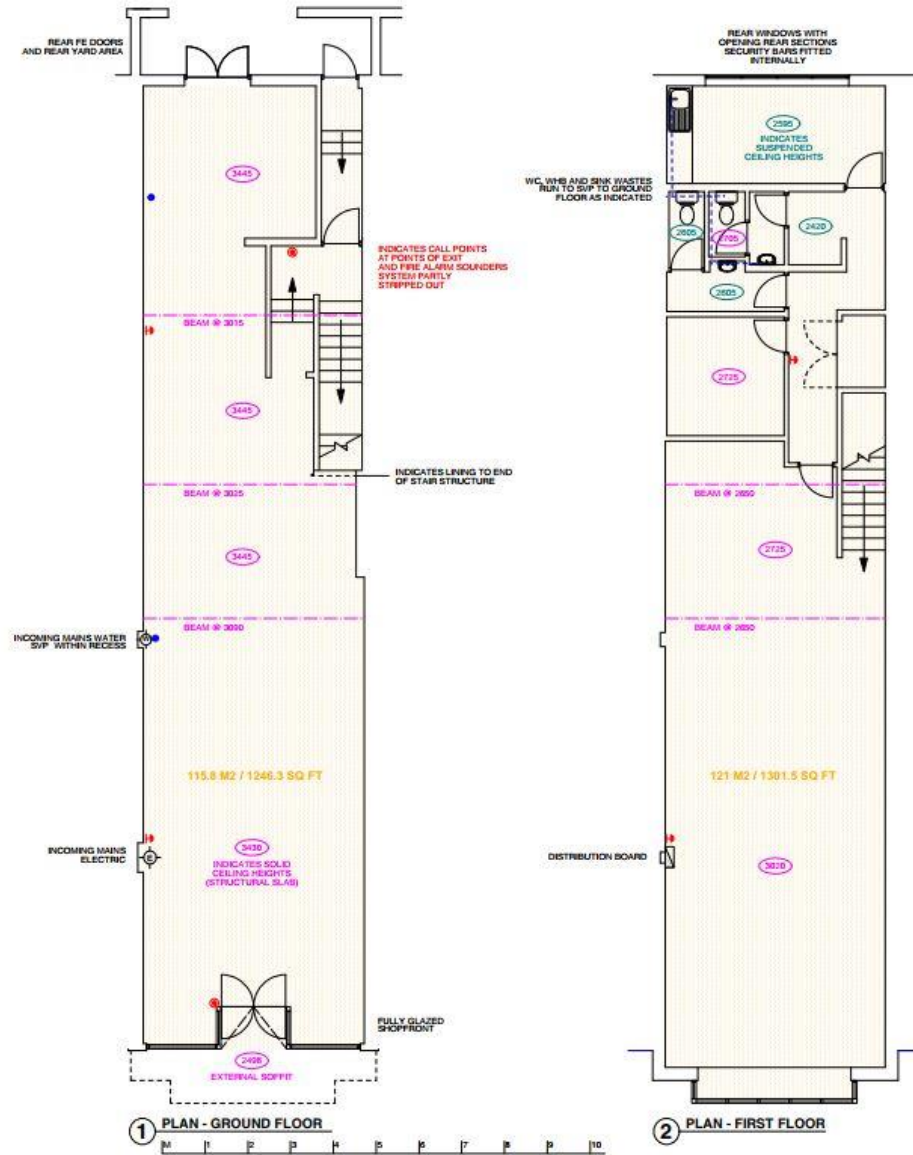 REAR FE DOORS
AND REAR YARD AREA
3445
INDICATES CALL POINTS
AT POINTS OF EXIT
AND FIRE ALARM SOUNDERS
SYSTEM PARTLY
STRIPPED OUT
BEAM @ 3015
3445
INDICATES LINING TO END
OF STAIR STRUCTURE
BEAM @ 3025
3445
BEAM @ 3090
INCOMING MAINS WATER
SVP WITHIN RECESS
W
115.8 M2 / 1246.3 SQ FT
INCOMING MAINS
ELECTRIC
E
3430
INDICATES SOLID
CEILING HEIGHTS
(STRUCTURAL SLAB)
FULLY GLAZED
SHOPFRONT
2498
EXTERNAL SOFFIT
1 PLAN - GROUND FLOOR
M 1 2 3 4 5 6 7 8 9 10
REAR WINDOWS WITH
OPENING REAR SECTIONS
SECURITY BARS FITTED
INTERNALLY
2595
INDICATES
SUSPENDED
CEILING HEIGHTS
WC, WHB AND SINK WASTES
RUN TO SVP TO GROUND
FLOOR AS INDICATED
2605
2705
2420
2605
2725
BEAM @ 2650
2725
BEAM @ 2650
121 M2 / 1301.5 SQ FT
DISTRIBUTION BOARD
3020
2 PLAN - FIRST FLOOR